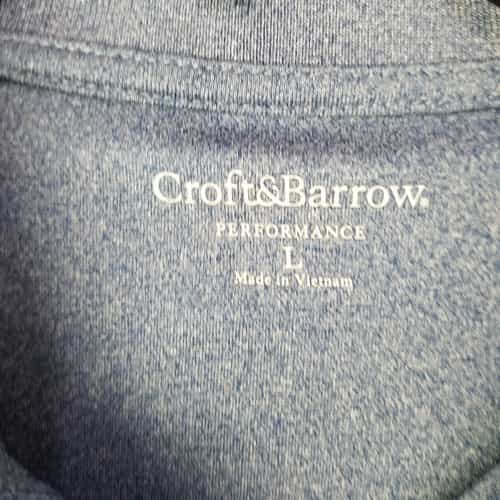 Croft&Barrow®
PERFORMANCE
L
Made in Vietnam